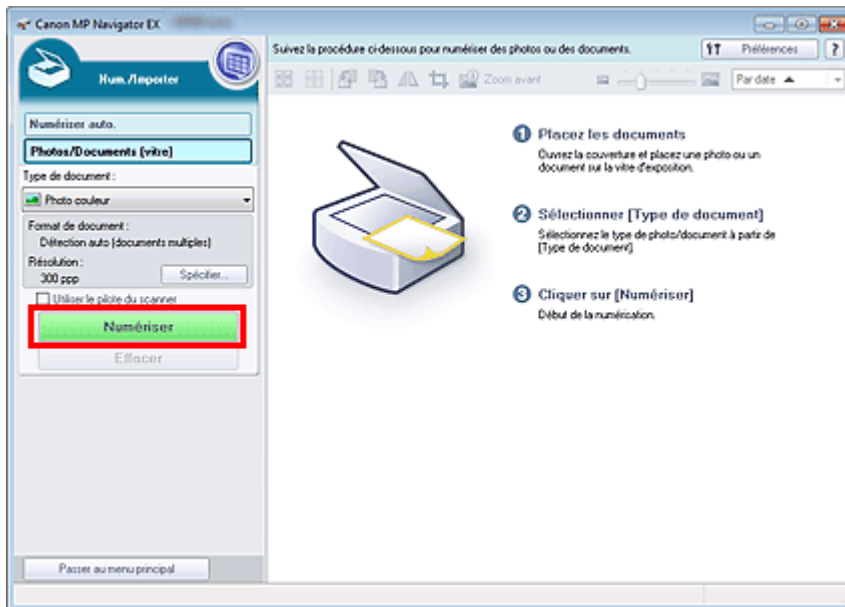 Canon MP Navigator EX
Suivez la procédure ci-dessous pour numériser des photos ou des documents.
Préférences
?
Num./Importer
Zoom avant
Par date
Numériser auto.
Photos/Documents (vitre)
Type de document :
Photo couleur
Format de document :
Détection auto (documents multiples)
Résolution :
300 ppp
Spécifier...
Utiliser le pilote du scanner
Numériser
Effacer
1 Placez les documents
Ouvrez la couverture et placez une photo ou un
document sur la vitre d'exposition.
2 Sélectionner [Type de document]
Sélectionnez le type de photo/document à partir de
[Type de document].
3 Cliquer sur [Numériser]
Début de la numérisation.
Passer au menu principal